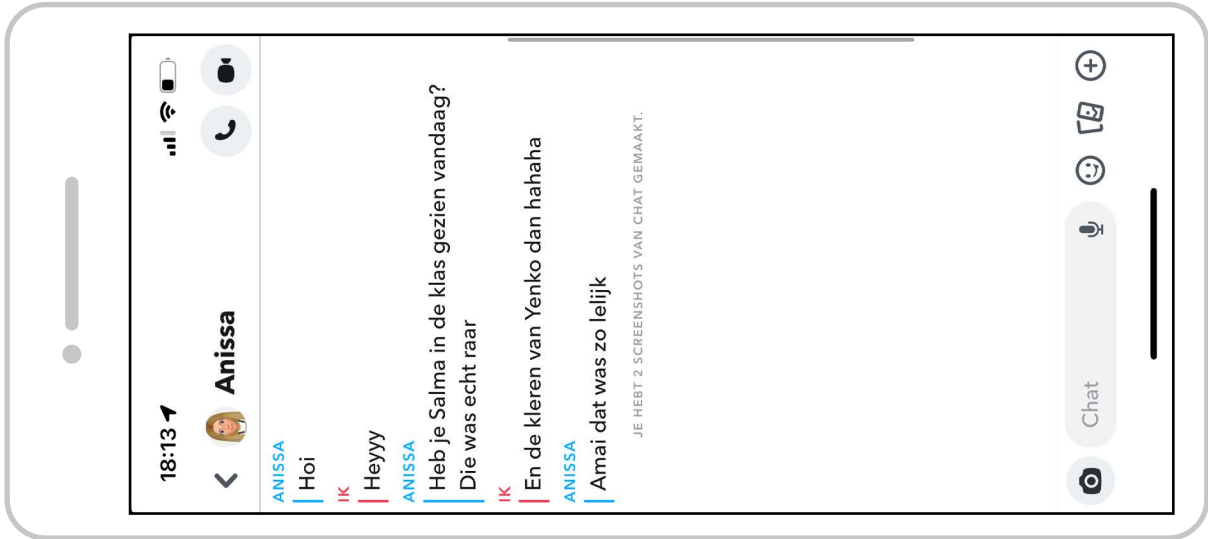 18:13
Anissa
ANISSA
Hoi
IK
Heyyy
ANISSA
Heb je Salma in de klas gezien vandaag?
Die was echt raar
IK
En de kleren van Yenko dan hahaha
ANISSA
Amai dat was zo lelijk
JE HEBT 2 SCREENSHOTS VAN CHAT GEMAAKT.
Chat